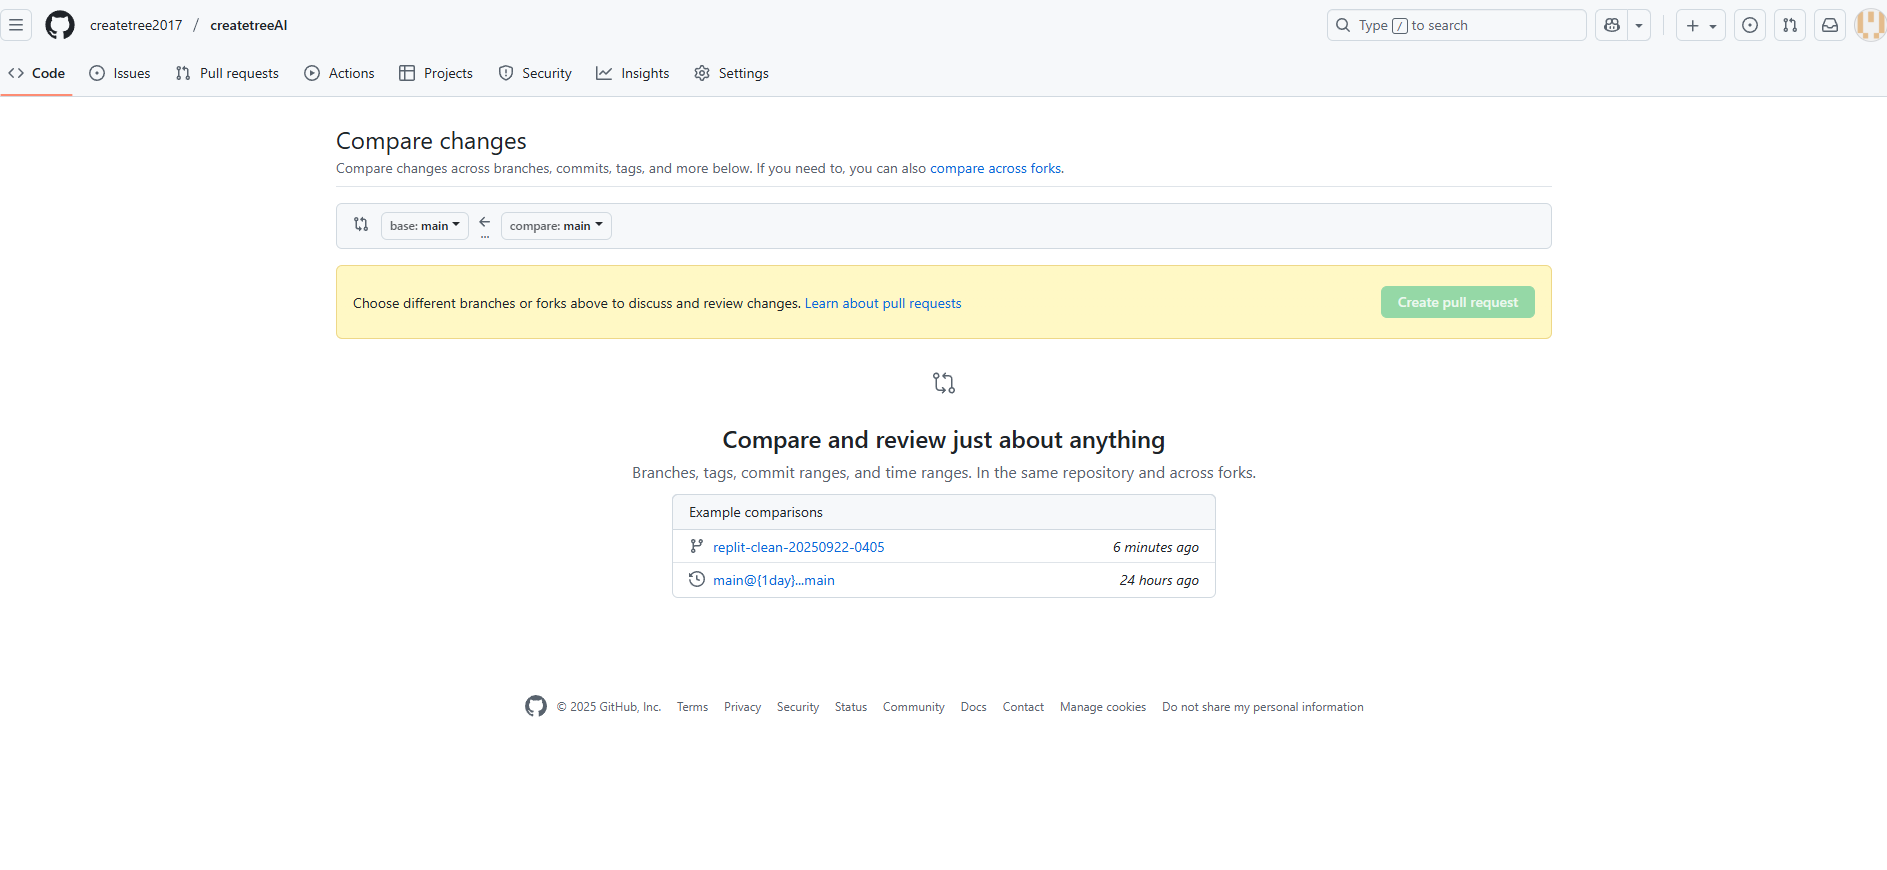 createtree2017 / createtreeAI
Type / to search
Code Issues Pull requests Actions Projects Security Insights Settings
Compare changes
Compare changes across branches, commits, tags, and more below. If you need to, you can also compare across forks.
base: main ← compare: main
...
Choose different branches or forks above to discuss and review changes. Learn about pull requests
Create pull request
Compare and review just about anything
Branches, tags, commit ranges, and time ranges. In the same repository and across forks.
Example comparisons
replit-clean-20250922-0405 6 minutes ago
main@{1day}...main 24 hours ago
© 2025 GitHub, Inc. Terms Privacy Security Status Community Docs Contact Manage cookies Do not share my personal information